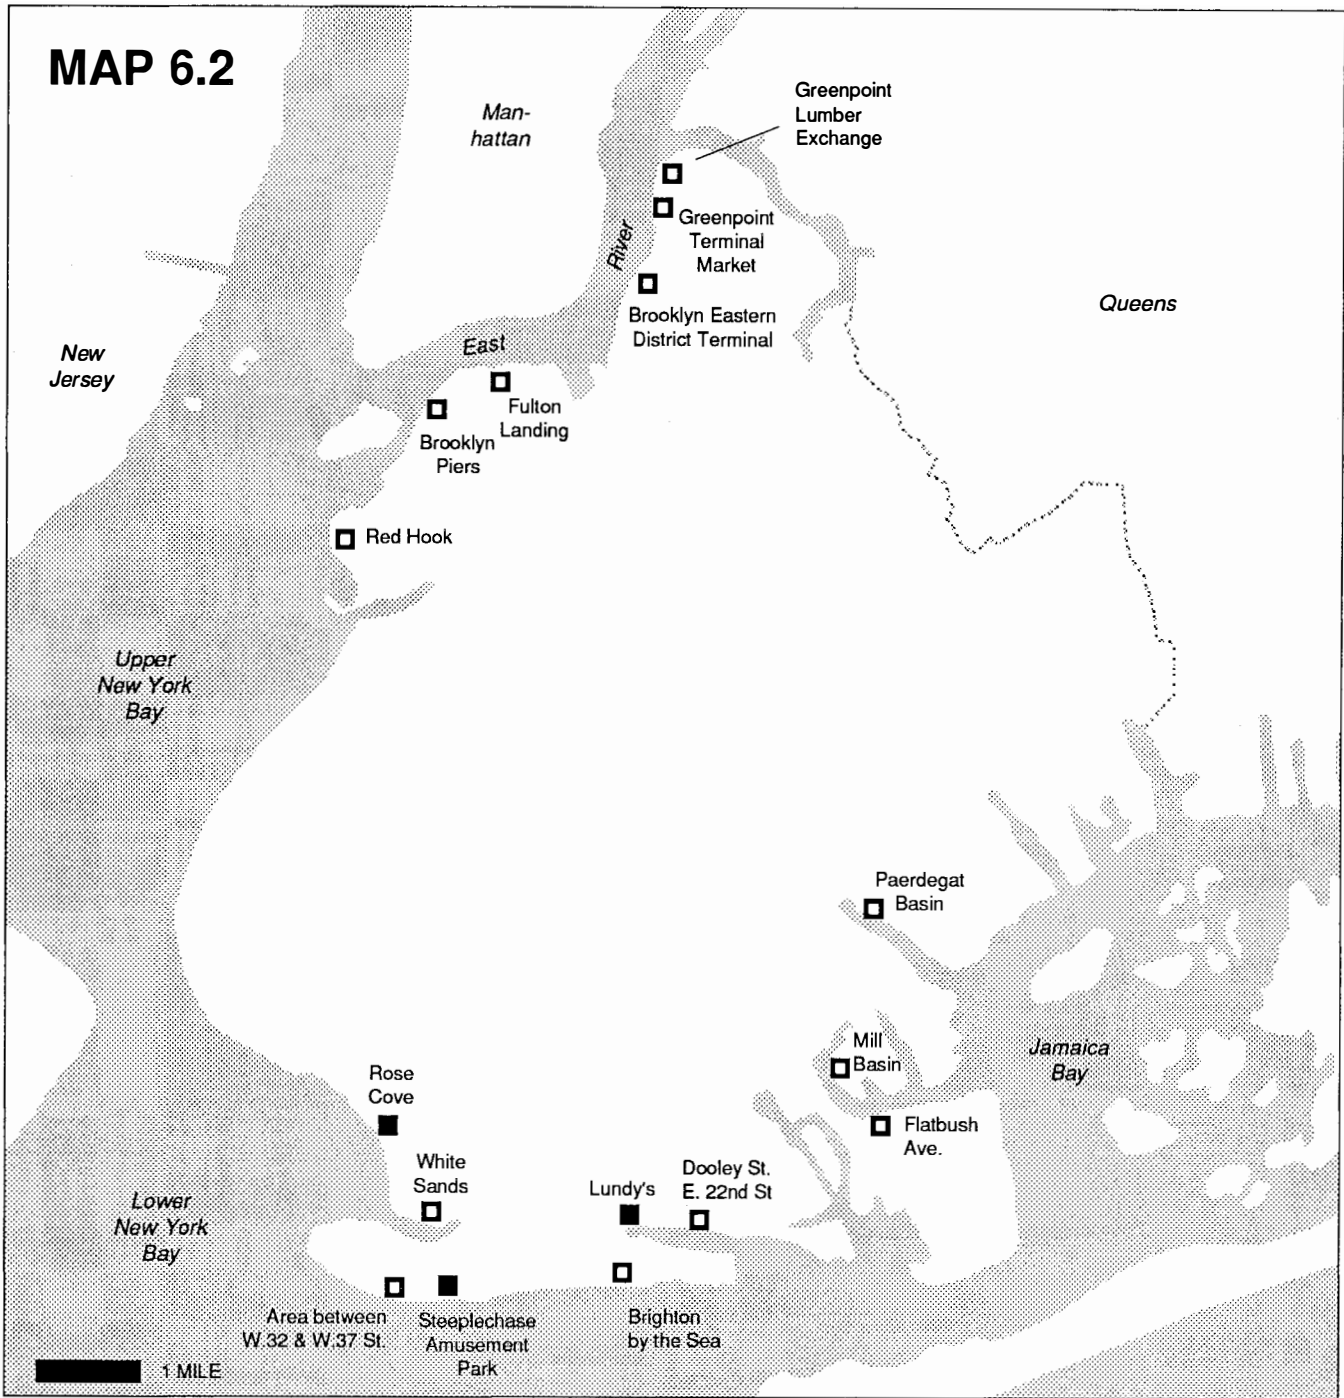 MAP 6.2
Man-
hattan
Greenpoint
Lumber
Exchange
Greenpoint
Terminal
Market
River
Brooklyn Eastern
District Terminal
Queens
New
Jersey
East
Fulton
Landing
Brooklyn
Piers
Red Hook
Upper
New York
Bay
Paerdegat
Basin
Mill
Basin
Jamaica
Bay
Rose
Cove
Flatbush
Ave.
White
Sands
Lundy's
Dooley St.
E. 22nd St
Lower
New York
Bay
Area between
W.32 & W.37 St.
Steeplechase
Amusement
Park
Brighton
by the Sea
1 MILE